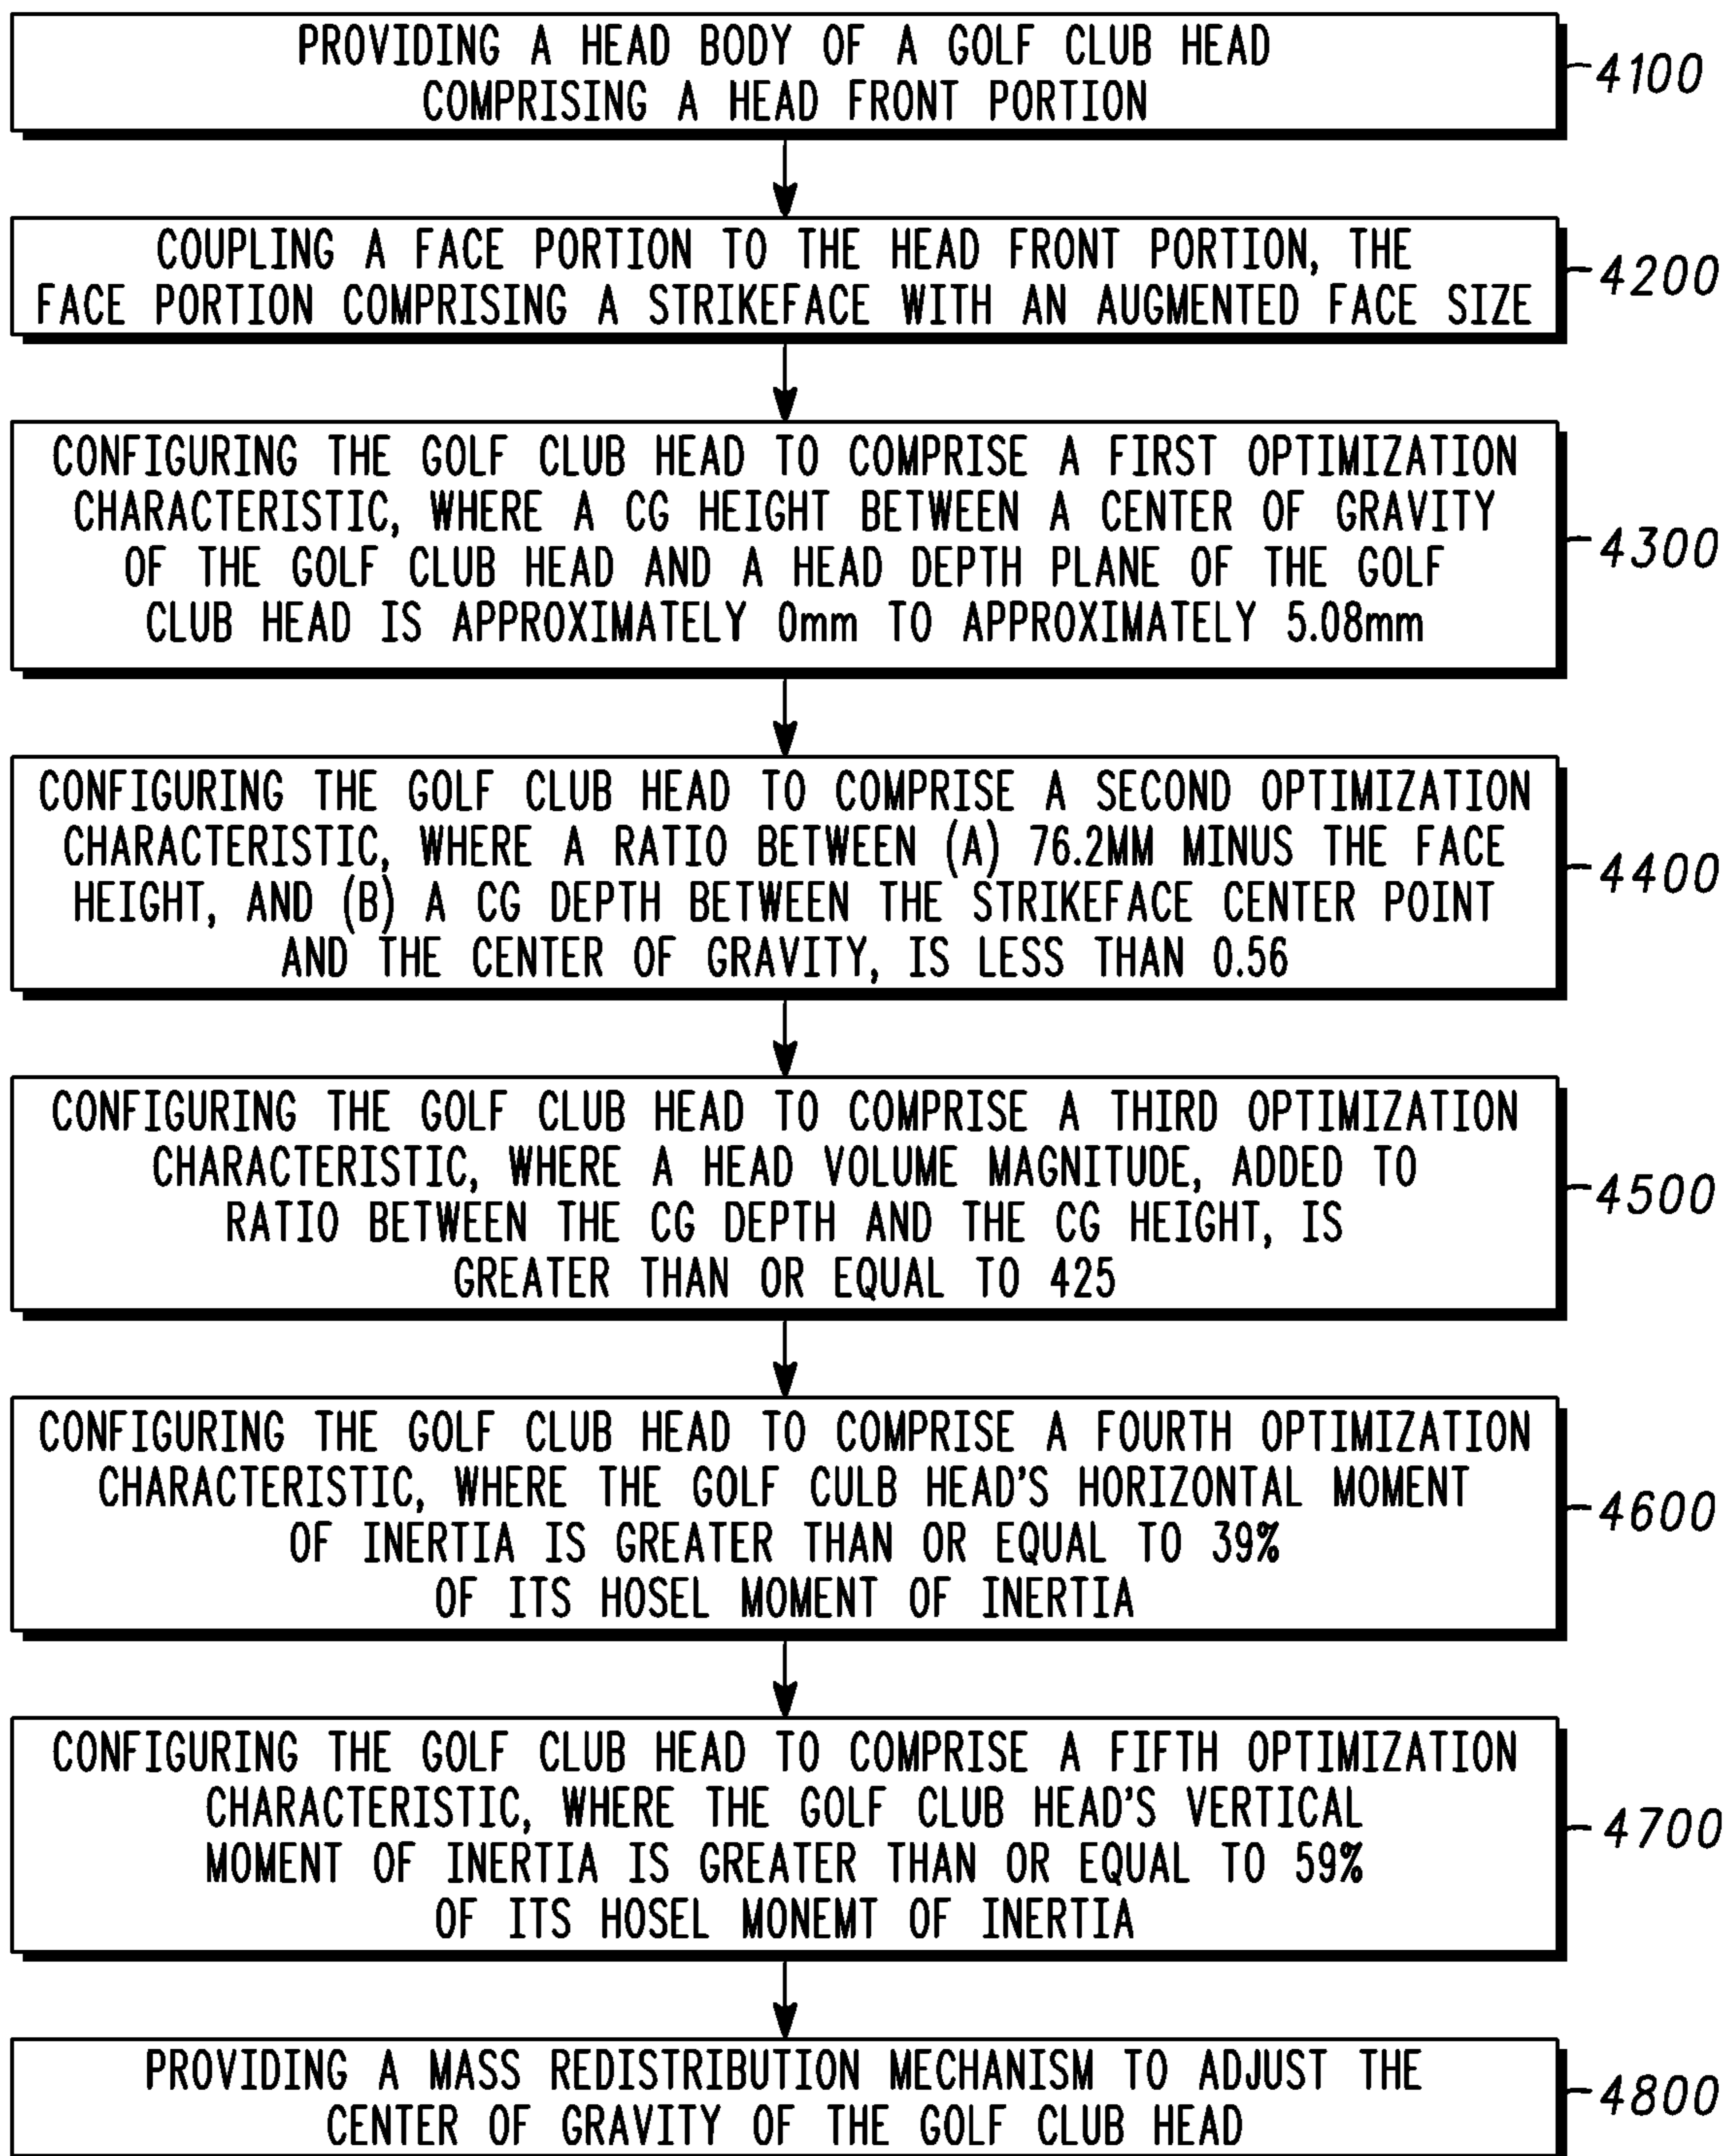 PROVIDING A HEAD BODY OF A GOLF CLUB HEAD
COMPRISING A HEAD FRONT PORTION
4100
COUPLING A FACE PORTION TO THE HEAD FRONT PORTION, THE
FACE PORTION COMPRISING A STRIKEFACE WITH AN AUGMENTED FACE SIZE
4200
CONFIGURING THE GOLF CLUB HEAD TO COMPRISE A FIRST OPTIMIZATION
CHARACTERISTIC, WHERE A CG HEIGHT BETWEEN A CENTER OF GRAVITY
OF THE GOLF CLUB HEAD AND A HEAD DEPTH PLANE OF THE GOLF
CLUB HEAD IS APPROXIMATELY 0mm TO APPROXIMATELY 5.08mm
4300
CONFIGURING THE GOLF CLUB HEAD TO COMPRISE A SECOND OPTIMIZATION
CHARACTERISTIC, WHERE A RATIO BETWEEN (A) 76.2MM MINUS THE FACE
HEIGHT, AND (B) A CG DEPTH BETWEEN THE STRIKEFACE CENTER POINT
AND THE CENTER OF GRAVITY, IS LESS THAN 0.56
4400
CONFIGURING THE GOLF CLUB HEAD TO COMPRISE A THIRD OPTIMIZATION
CHARACTERISTIC, WHERE A HEAD VOLUME MAGNITUDE, ADDED TO
RATIO BETWEEN THE CG DEPTH AND THE CG HEIGHT, IS
GREATER THAN OR EQUAL TO 425
4500
CONFIGURING THE GOLF CLUB HEAD TO COMPRISE A FOURTH OPTIMIZATION
CHARACTERISTIC, WHERE THE GOLF CULB HEAD'S HORIZONTAL MOMENT
OF INERTIA IS GREATER THAN OR EQUAL TO 39%
OF ITS HOSEL MOMENT OF INERTIA
4600
CONFIGURING THE GOLF CLUB HEAD TO COMPRISE A FIFTH OPTIMIZATION
CHARACTERISTIC, WHERE THE GOLF CLUB HEAD'S VERTICAL
MOMENT OF INERTIA IS GREATER THAN OR EQUAL TO 59%
OF ITS HOSEL MONEMT OF INERTIA
4700
PROVIDING A MASS REDISTRIBUTION MECHANISM TO ADJUST THE
CENTER OF GRAVITY OF THE GOLF CLUB HEAD
4800